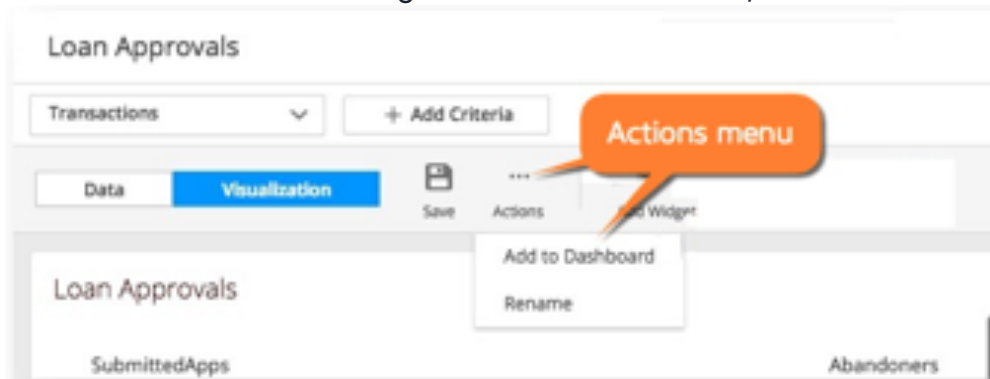 Loan Approvals
Transactions
+ Add Criteria
Actions menu
Data
Visualization
Save
...
Actions
Widget
Add to Dashboard
Rename
Loan Approvals
SubmittedApps
Abandoners